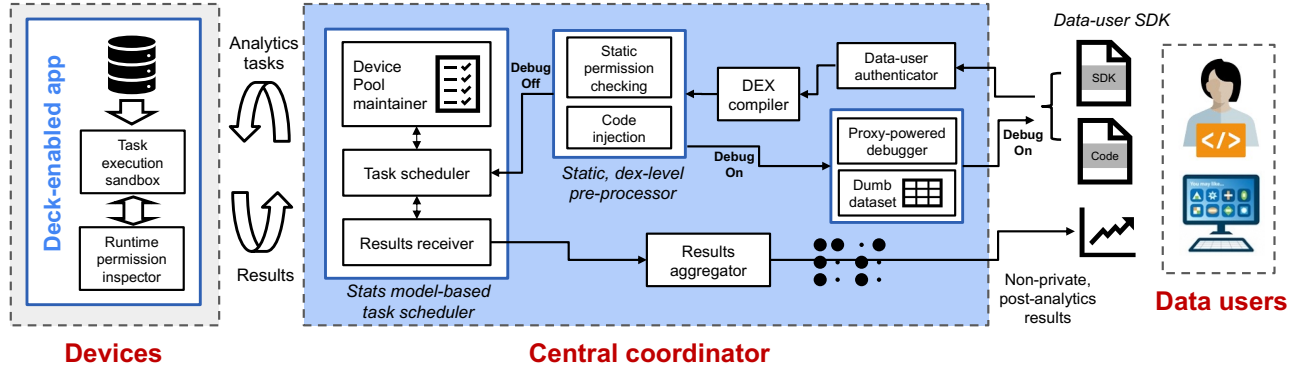 Deck-enabled app
Task
execution
sandbox
Runtime
permission
inspector
Devices
Analytics
tasks
Results
Device
Pool
maintainer
Task scheduler
Results receiver
Stats model-based
task scheduler
Debug
Off
Static
permission
checking
Code
injection
Static, dex-level
pre-processor
Debug
On
DEX
compiler
Data-user
authenticator
Proxy-powered
debugger
Dumb
dataset
Results
aggregator
Central coordinator
Debug
On
Data-user SDK
SDK
Code
Non-private,
post-analytics
results
</>
You may like...
Data users